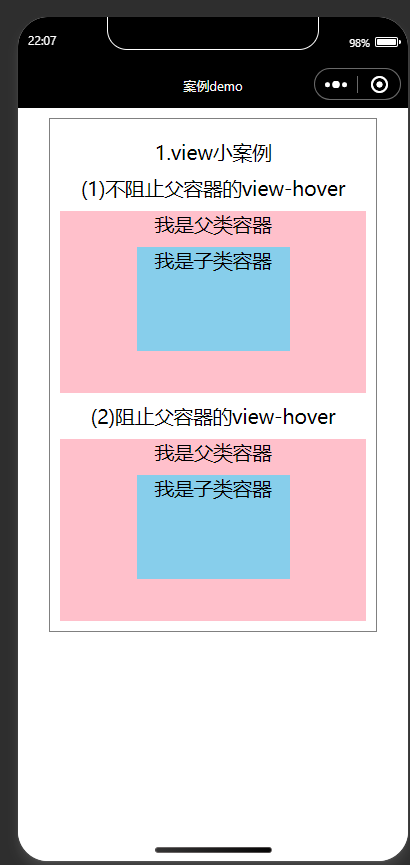 22:07
98%
案例demo
1.view小案例
(1)不阻止父容器的view-hover
我是父类容器
我是子类容器
(2)阻止父容器的view-hover
我是父类容器
我是子类容器